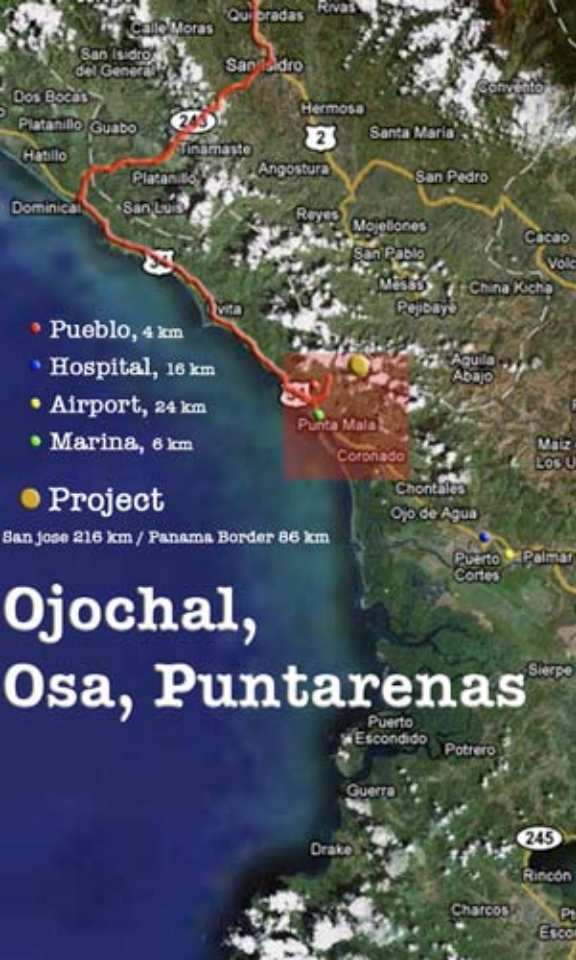 Quebradas
Rivas
Calle Moras
San Isidro
del General
San Isidro
Convento
Dos Bocas
Hermosa
Platanillo
Guabo
243
2
Santa Maria
Hatillo
Tinamaste
Angostura
Platanillo
San Pedro
Dominical
San Luis
Reyes
Mojellones
Cacao
San Pablo
34
Volc
Mesas
China Kicha
Pejibaye
Uvita
Pueblo, 4 km
Hospital, 16 km
Aguila
Abajo
Airport, 24 km
Punta Mala
Marina, 6 km
Coronado
Maiz
Los U
Chontales
Project
Ojo de Agua
San jose 216 km / Panama Border 86 km
Puerto
Cortes
Palmar
Ojochal,
Osa, Puntarenas
Sierpe
Puerto
Escondido
Potrero
Guerra
245
Drake
Rincón
Charcos
Pt
Esco